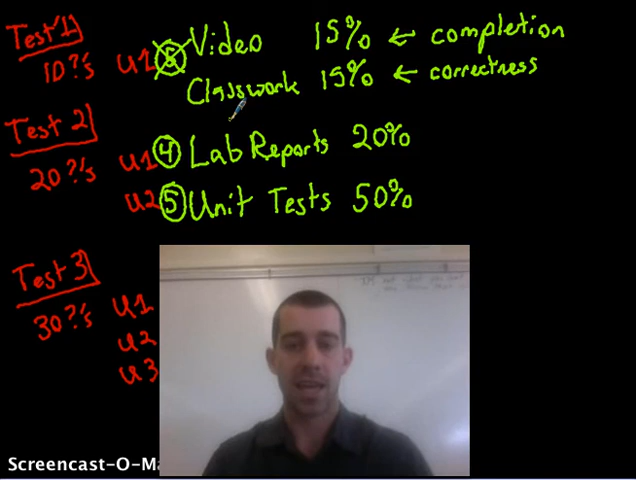 Test 1
10 ?'s U1
Test 2
20 ?'s U1
U2
Test 3
30 ?'s U1
U2
U3
Video 15% ← completion
Classwork 15% ← correctness
④ Lab Reports 20%
⑤ Unit Tests 50%
Screencast-O-Ma